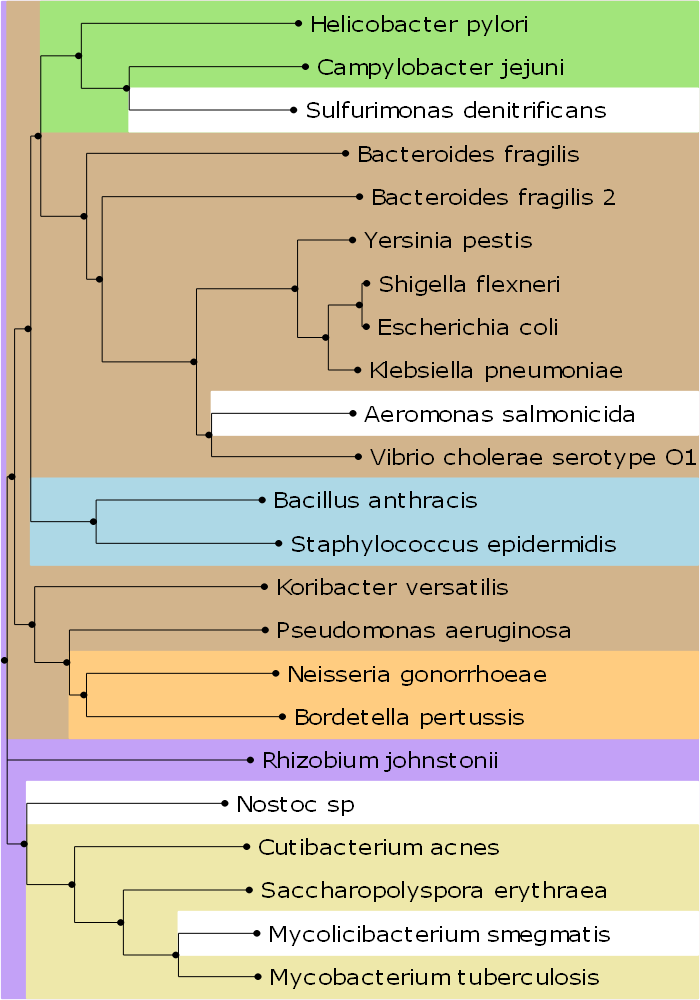 Helicobacter pylori
Campylobacter jejuni
Sulfurimonas denitrificans
Bacteroides fragilis
Bacteroides fragilis 2
Yersinia pestis
Shigella flexneri
Escherichia coli
Klebsiella pneumoniae
Aeromonas salmonicida
Vibrio cholerae serotype O1
Bacillus anthracis
Staphylococcus epidermidis
Koribacter versatilis
Pseudomonas aeruginosa
Neisseria gonorrhoeae
Bordetella pertussis
Rhizobium johnstonii
Nostoc sp
Cutibacterium acnes
Saccharopolyspora erythraea
Mycolicibacterium smegmatis
Mycobacterium tuberculosis